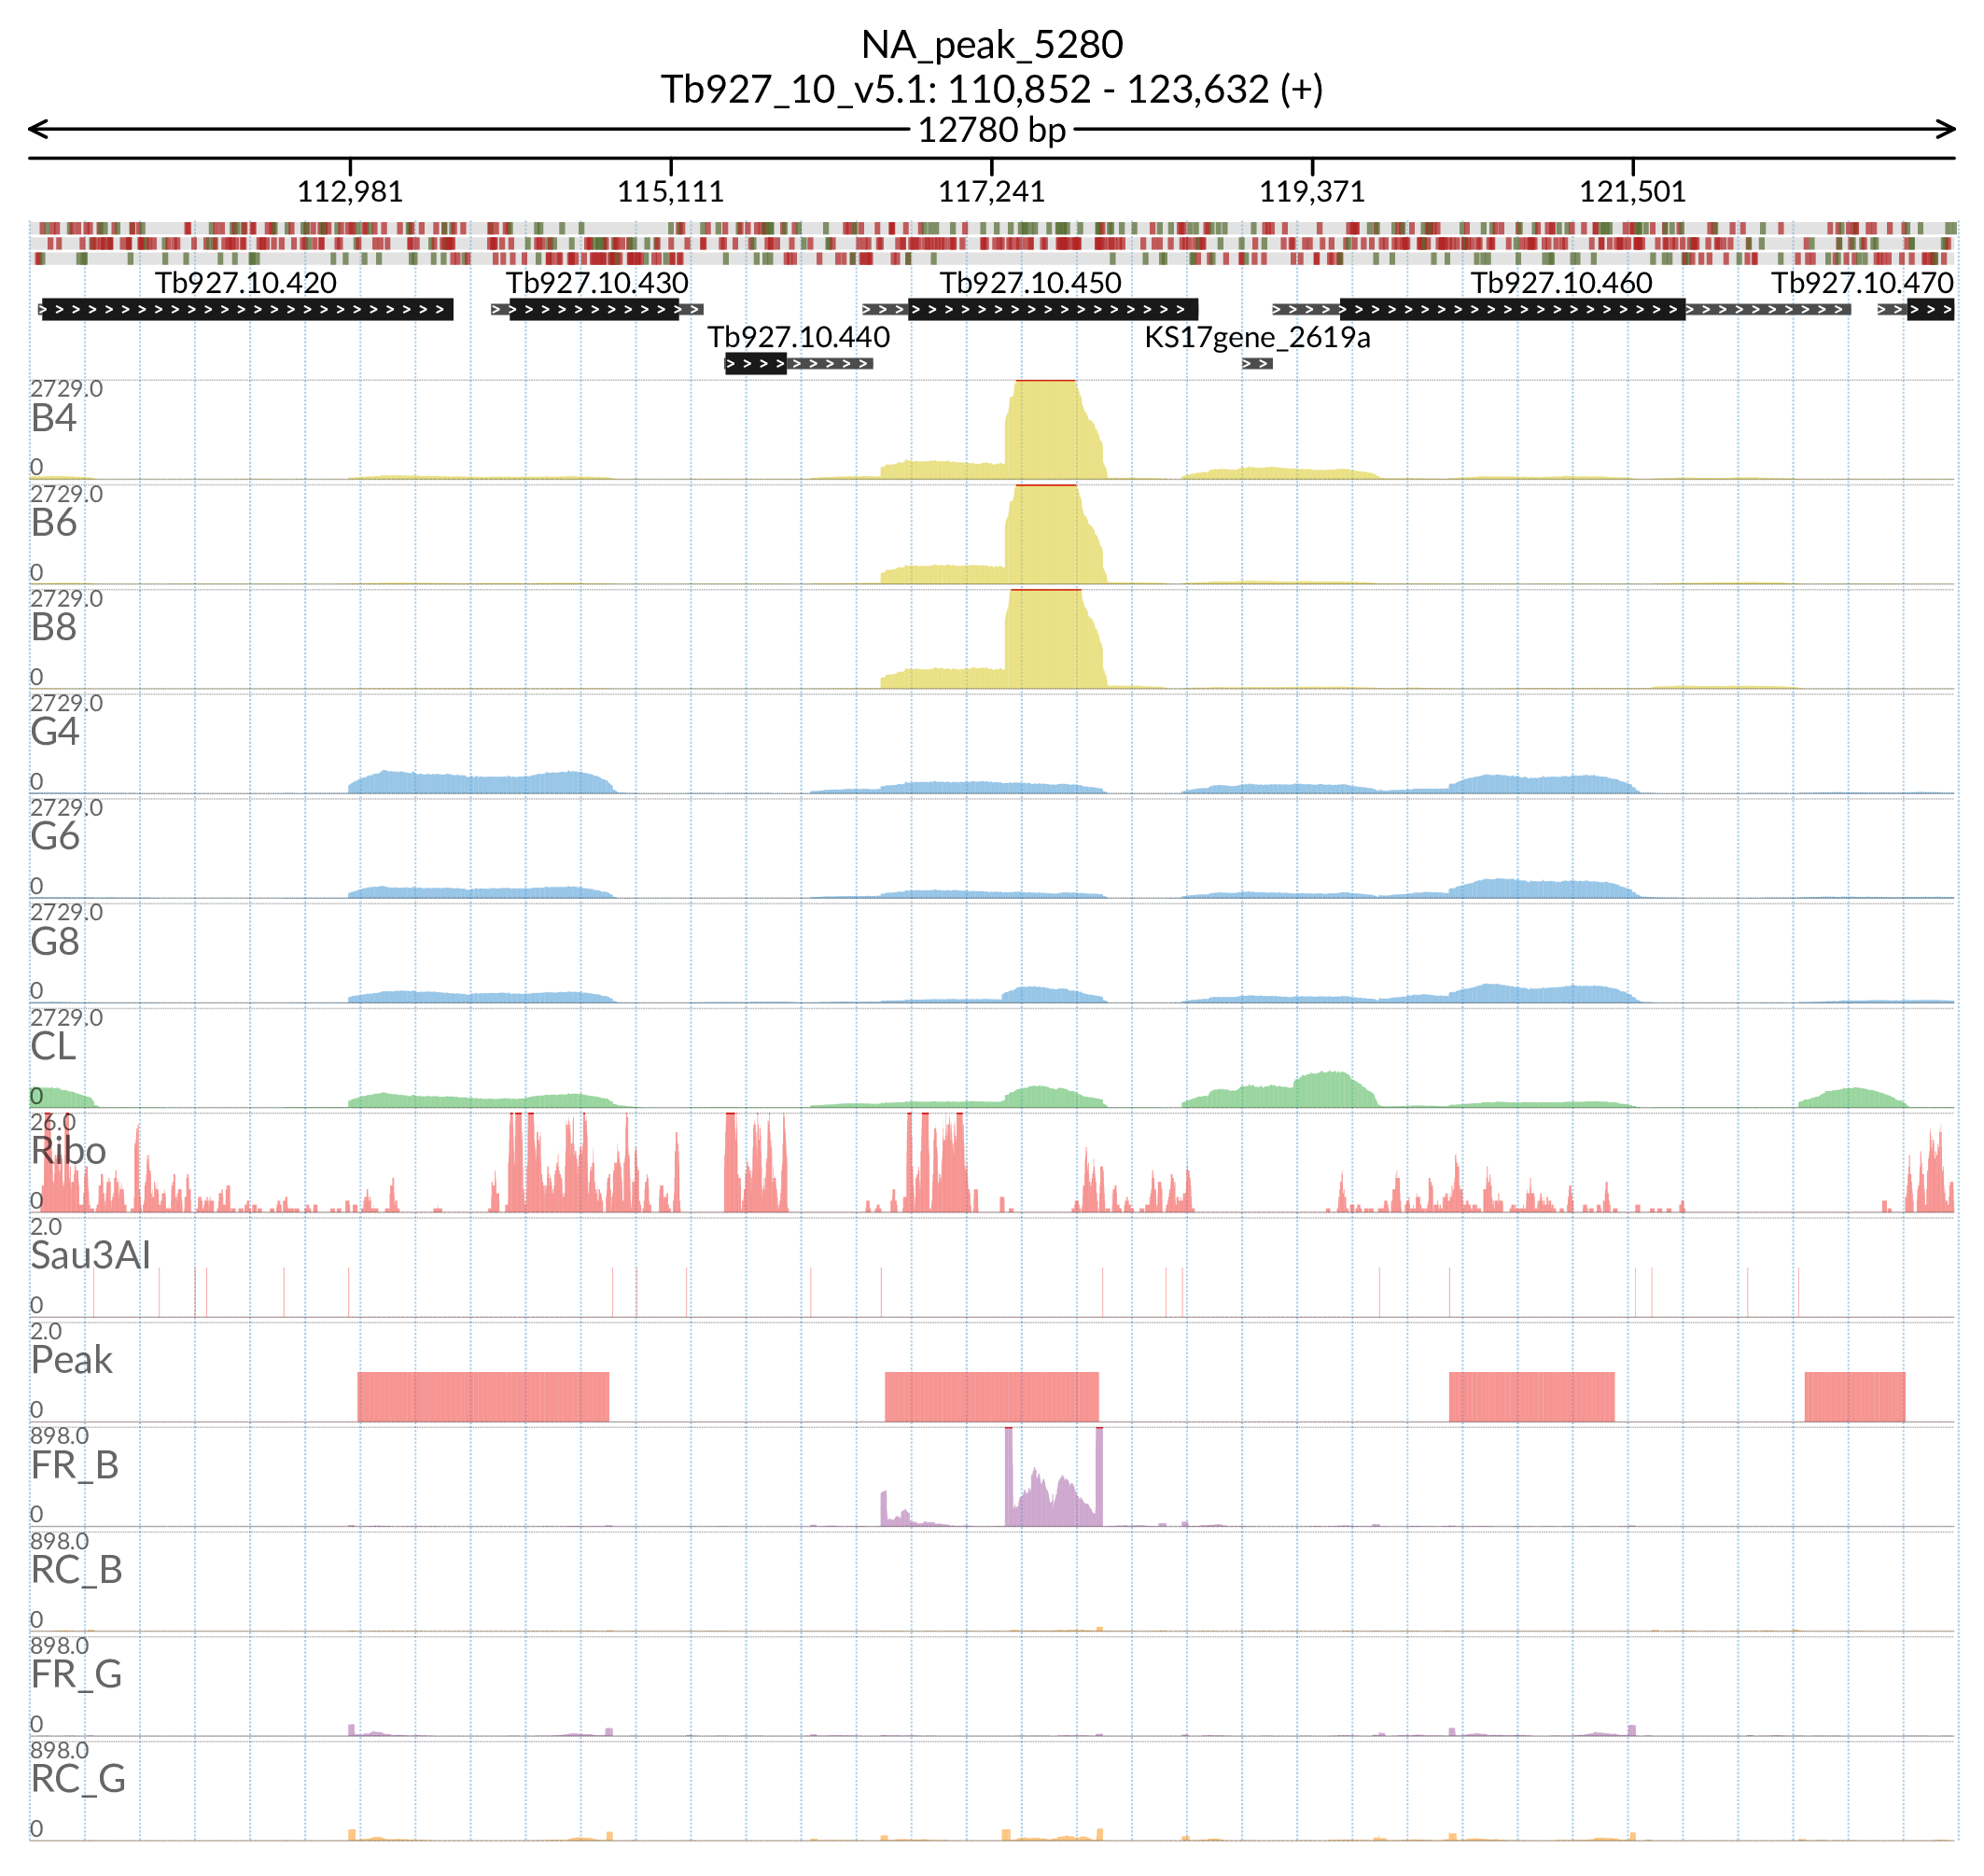 NA_peak_5280
Tb927_10_v5.1: 110,852 - 123,632 (+)
12780 bp
112,981 115,111 117,241 119,371 121,501
Tb927.10.420 Tb927.10.430 Tb927.10.450 Tb927.10.460 Tb927.10.470
Tb927.10.440 KS17gene_2619a
2729.0
B4
0
2729.0
B6
0
2729.0
B8
0
2729.0
G4
0
2729.0
G6
0
2729.0
G8
0
2729.0
CL
0
26.0
Ribo
0
2.0
Sau3AI
0
2.0
Peak
0
898.0
FR_B
0
898.0
RC_B
0
898.0
FR_G
0
898.0
RC_G
0